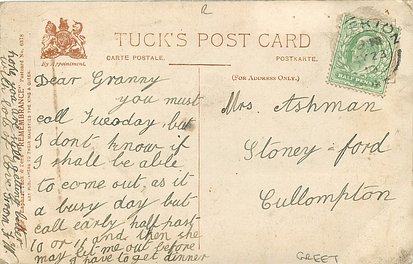 TUCK'S POST CARD
CARTE POSTALE.
POSTKARTE.
By Appointment.
(FOR ADDRESS ONLY.)
Dear Granny
you must
call Tuesday, but
I dont know if
I shall be able
to come out, as it
a busy day but
call early half past
10 or 11 and then she
may let me out before
I have to get dinner
Mrs. Ashman
Stoney-ford
Cullompton
GREET
"REMEMBRANCE"